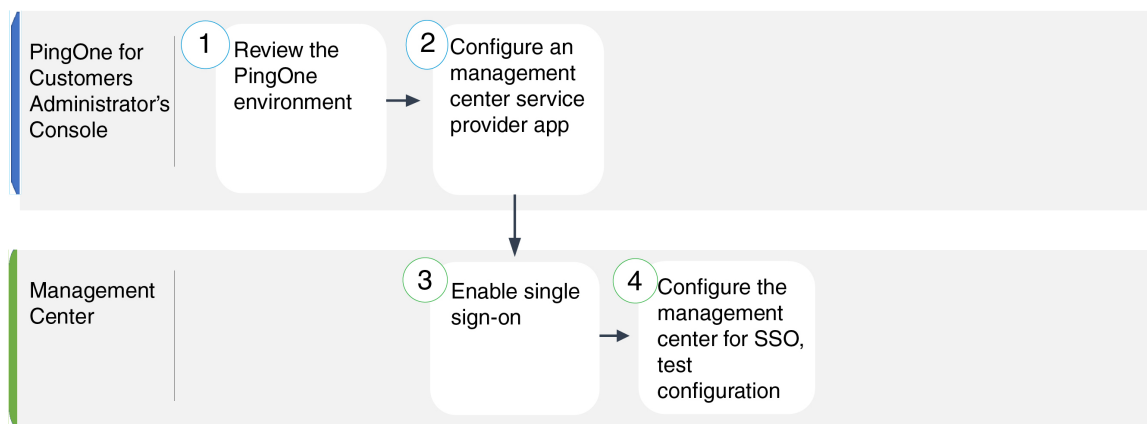 PingOne for
Customers
Administrator’s
Console
1
Review the
PingOne
environment
2
Configure an
management
center service
provider app
Management
Center
3
Enable single
sign-on
4
Configure the
management
center for SSO,
test
configuration